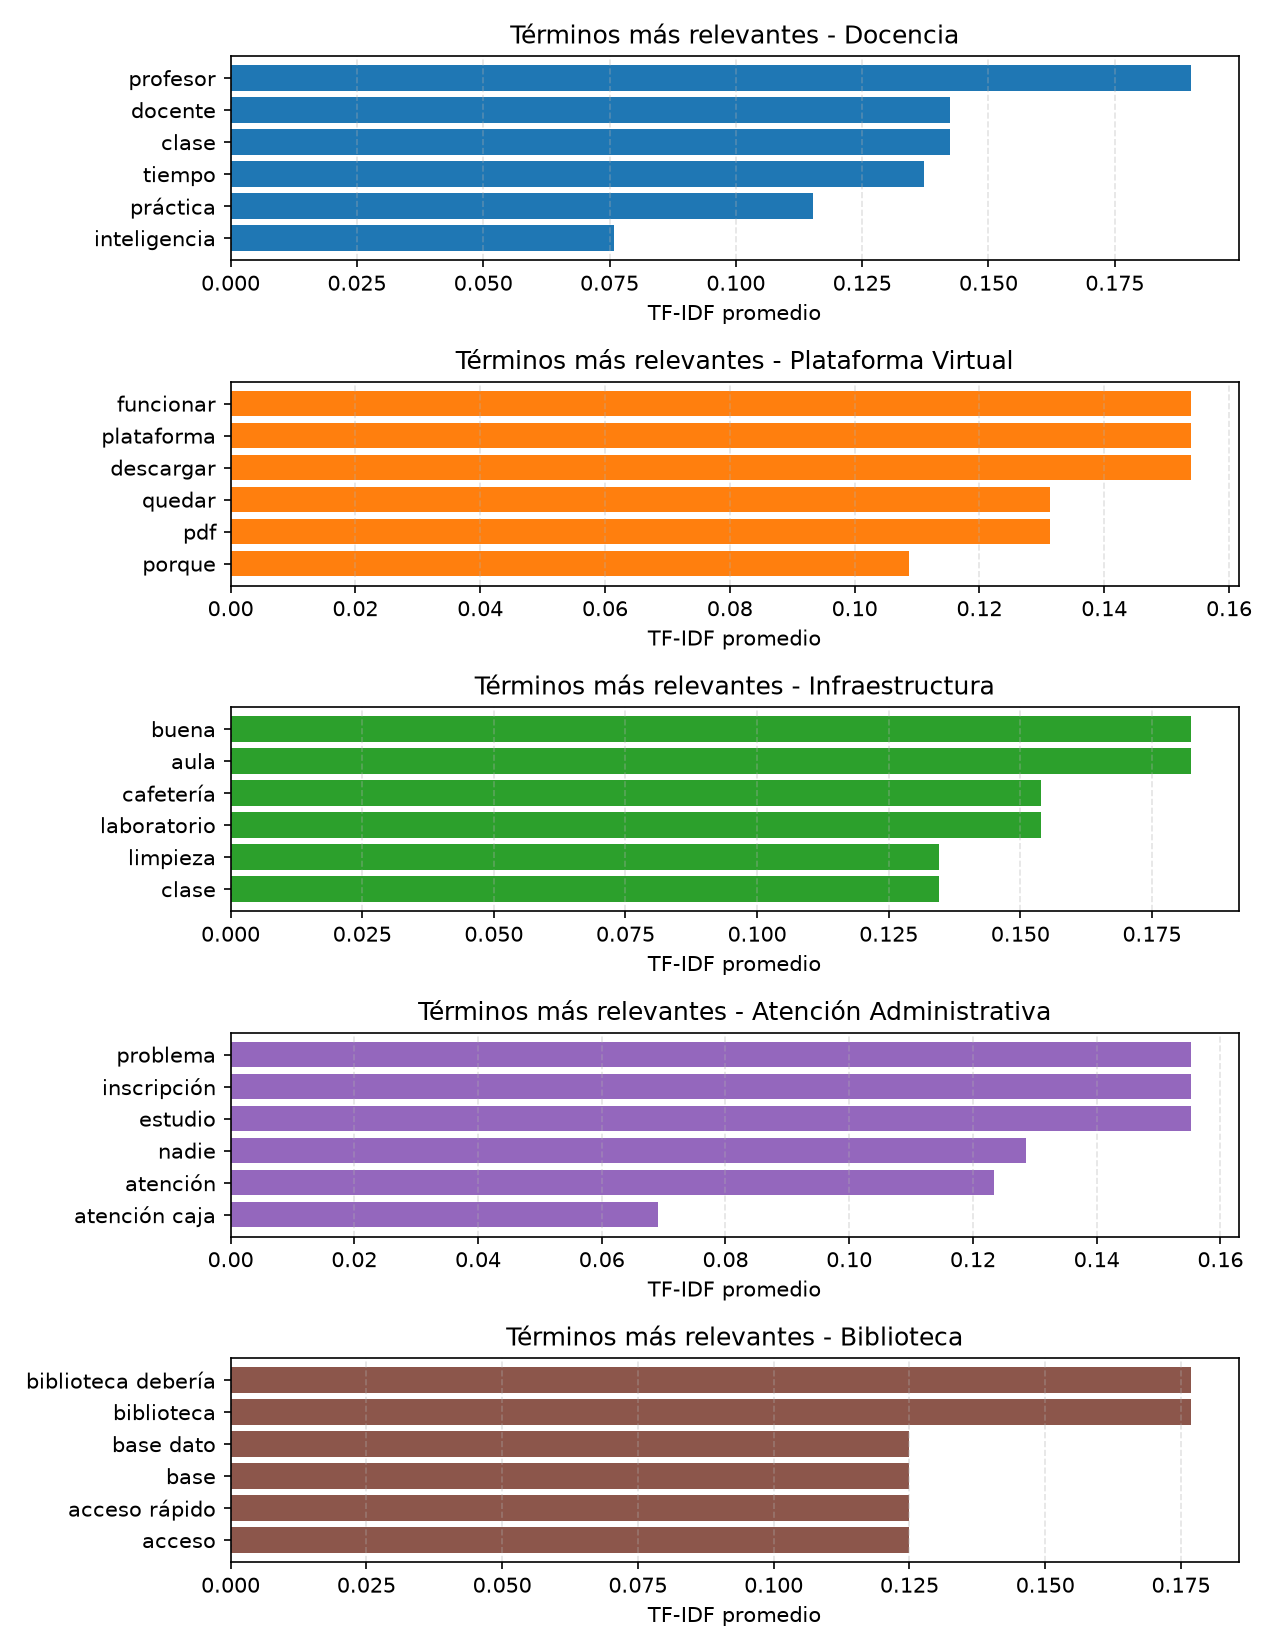 Términos más relevantes - Docencia
profesor
docente
clase
tiempo
práctica
inteligencia
0.000 0.025 0.050 0.075 0.100 0.125 0.150 0.175
TF-IDF promedio
Términos más relevantes - Plataforma Virtual
funcionar
plataforma
descargar
quedar
pdf
porque
0.00 0.02 0.04 0.06 0.08 0.10 0.12 0.14 0.16
TF-IDF promedio
Términos más relevantes - Infraestructura
buena
aula
cafetería
laboratorio
limpieza
clase
0.000 0.025 0.050 0.075 0.100 0.125 0.150 0.175
TF-IDF promedio
Términos más relevantes - Atención Administrativa
problema
inscripción
estudio
nadie
atención
atención caja
0.00 0.02 0.04 0.06 0.08 0.10 0.12 0.14 0.16
TF-IDF promedio
Términos más relevantes - Biblioteca
biblioteca debería
biblioteca
base dato
base
acceso rápido
acceso
0.000 0.025 0.050 0.075 0.100 0.125 0.150 0.175
TF-IDF promedio